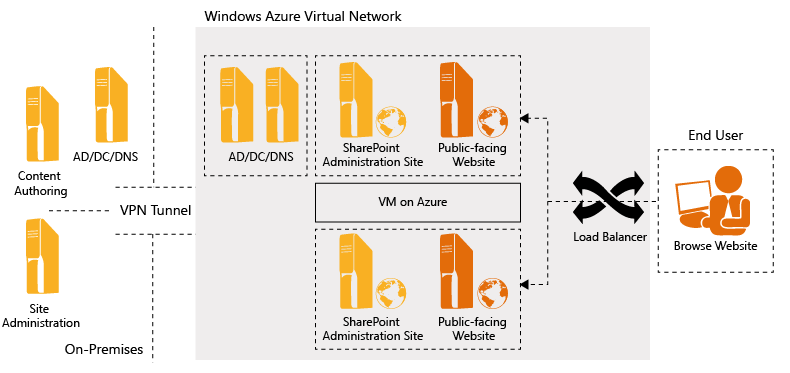 Windows Azure Virtual Network
AD/DC/DNS
Content
Authoring
VPN Tunnel
Site
Administration
On-Premises
AD/DC/DNS
SharePoint
Administration Site
Public-facing
Website
VM on Azure
SharePoint
Administration Site
Public-facing
Website
Load Balancer
End User
Browse Website